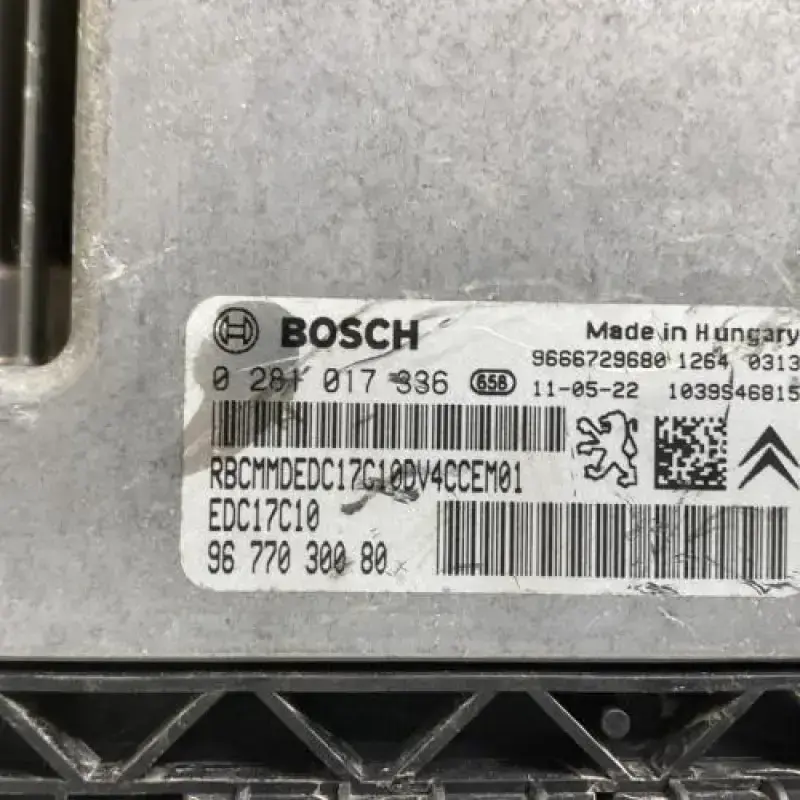 BOSCH
Made in Hungary
9666729680 1264 0313
0 281 017 336 658
11-05-22 1039S46815
RBCMMDEDC17C10DV4CCEM01
EDC17C10
96 770 300 80